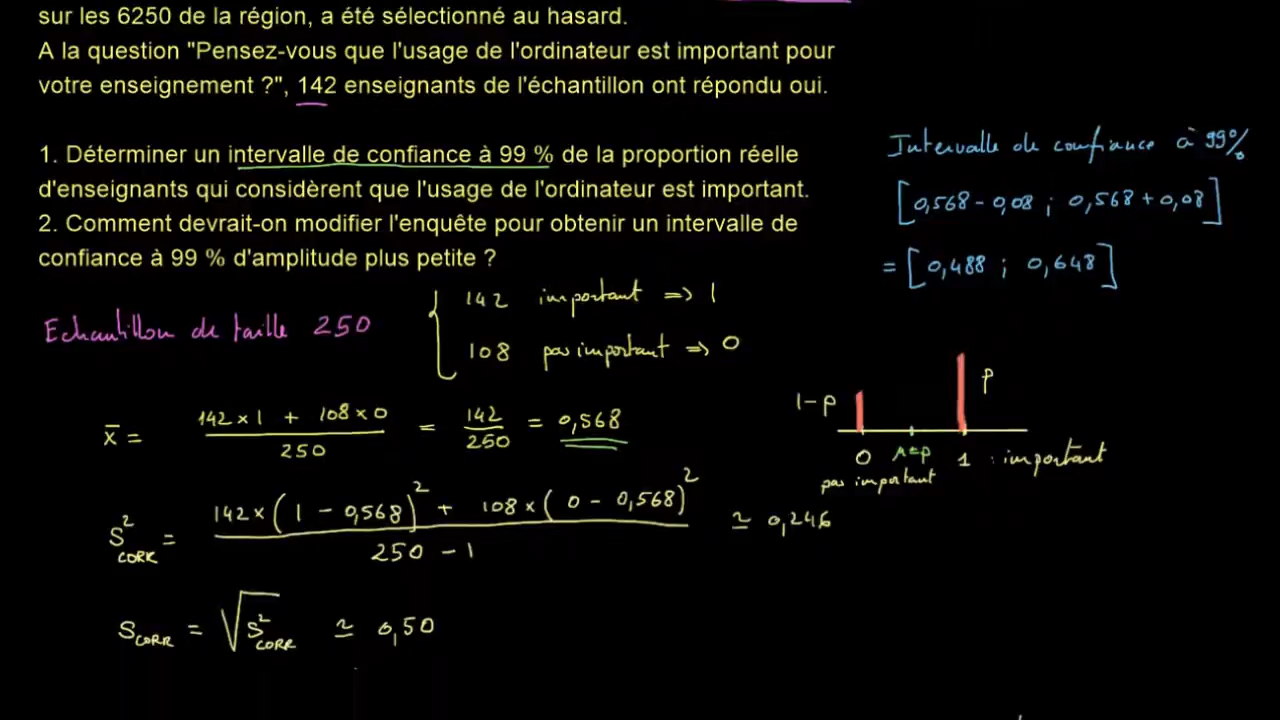 sur les 6250 de la région, a été sélectionné au hasard.
A la question "Pensez-vous que l'usage de l'ordinateur est important pour
votre enseignement ?", 142 enseignants de l'échantillon ont répondu oui.
1. Déterminer un intervalle de confiance à 99 % de la proportion réelle
d'enseignants qui considèrent que l'usage de l'ordinateur est important.
2. Comment devrait-on modifier l'enquête pour obtenir un intervalle de
confiance à 99 % d'amplitude plus petite ?
Intervalle de confiance à 99%
[0,568 - 0,08 ; 0,568 + 0,08]
= [0,488 ; 0,648]
Echantillon de taille 250
142 important => 1
108 pas important => 0
x̄ = (142 × 1 + 108 × 0) / 250 = 142 / 250 = 0,568
S²CORR = (142 × (1 - 0,568)² + 108 × (0 - 0,568)²) / (250 - 1) ≃ 0,246
SCORR = √S²CORR ≃ 0,50
1-p
p
0 μ=p 1 : important
pas important